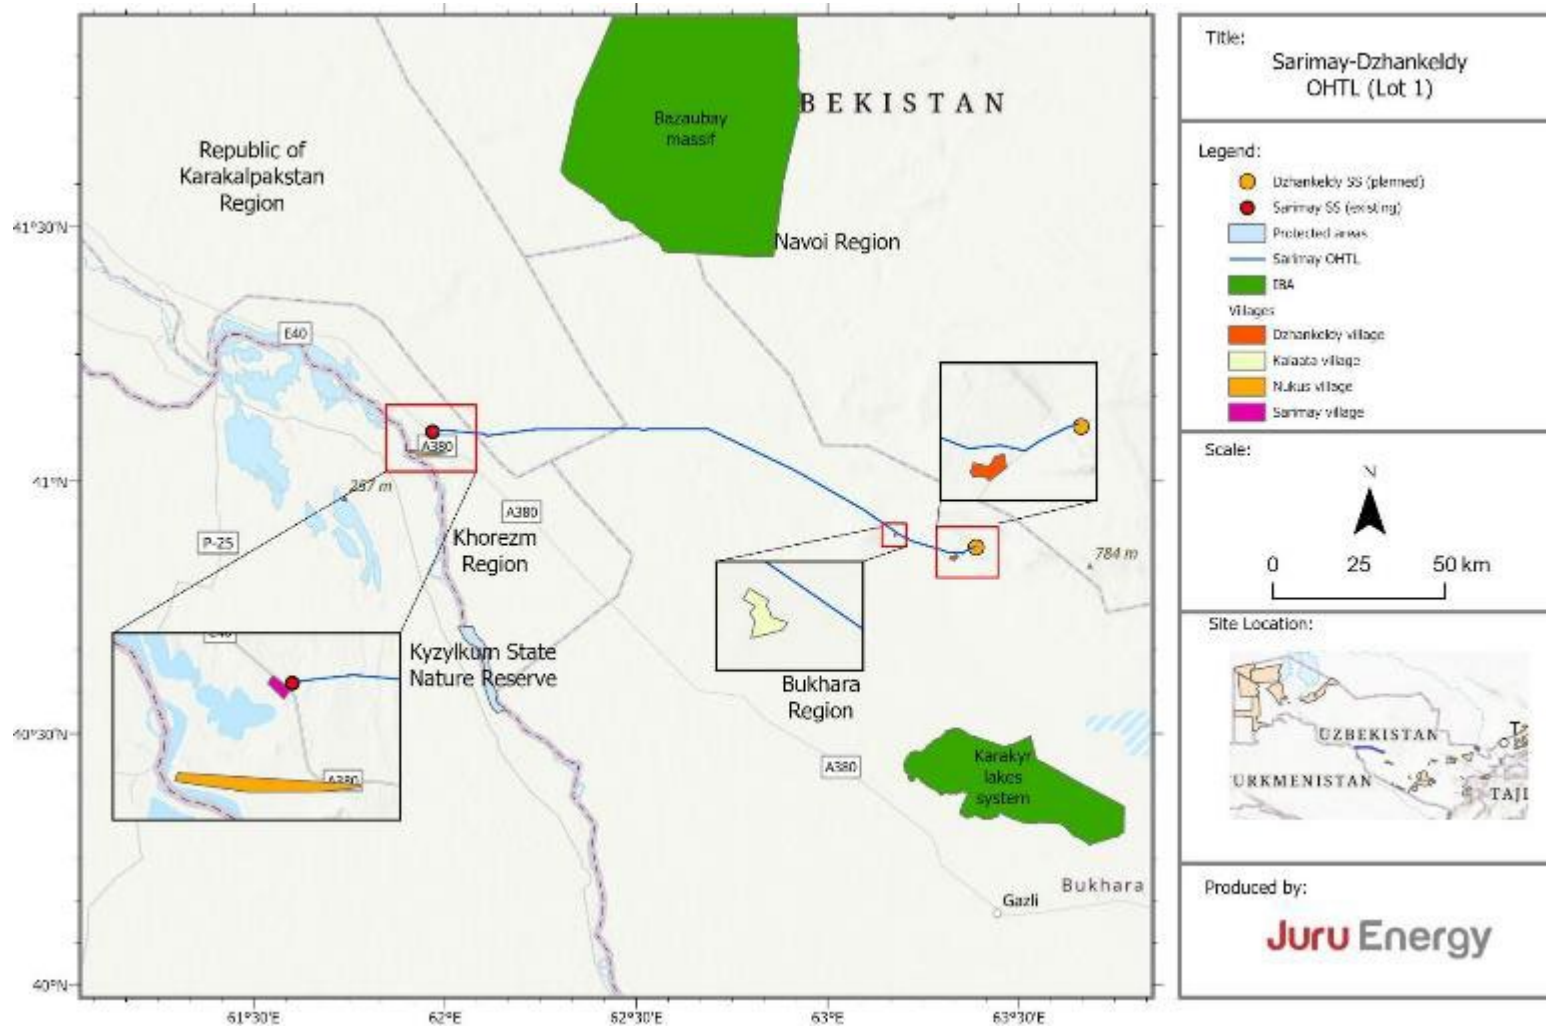 BEKISTAN
Bazaubay
massif
Republic of
Karakalpakstan
Region
41°30'N
Navoi Region
E40
A380
41°N
257 m
A380
P-25
Khorezm
Region
784 m
E40
Kyzylkum State
Nature Reserve
Bukhara
Region
A380
40°30'N
A380
Karakyr
lakes
system
Bukhara
Gazli
40°N
61°30'E
62°E
62°30'E
63°E
63°30'E
Title:
Sarimay-Dzhankeldy
OHTL (Lot 1)
Legend:
Dzhankeldy SS (planned)
Sarimay SS (existing)
Protected areas
Sarimay OHTL
IBA
Villages
Dzhankeldy village
Kalaata village
Nukus village
Sarimay village
Scale:
N
0 25 50 km
Site Location:
UZBEKISTAN
T
URKMENISTAN
TAJI
Produced by:
Juru Energy